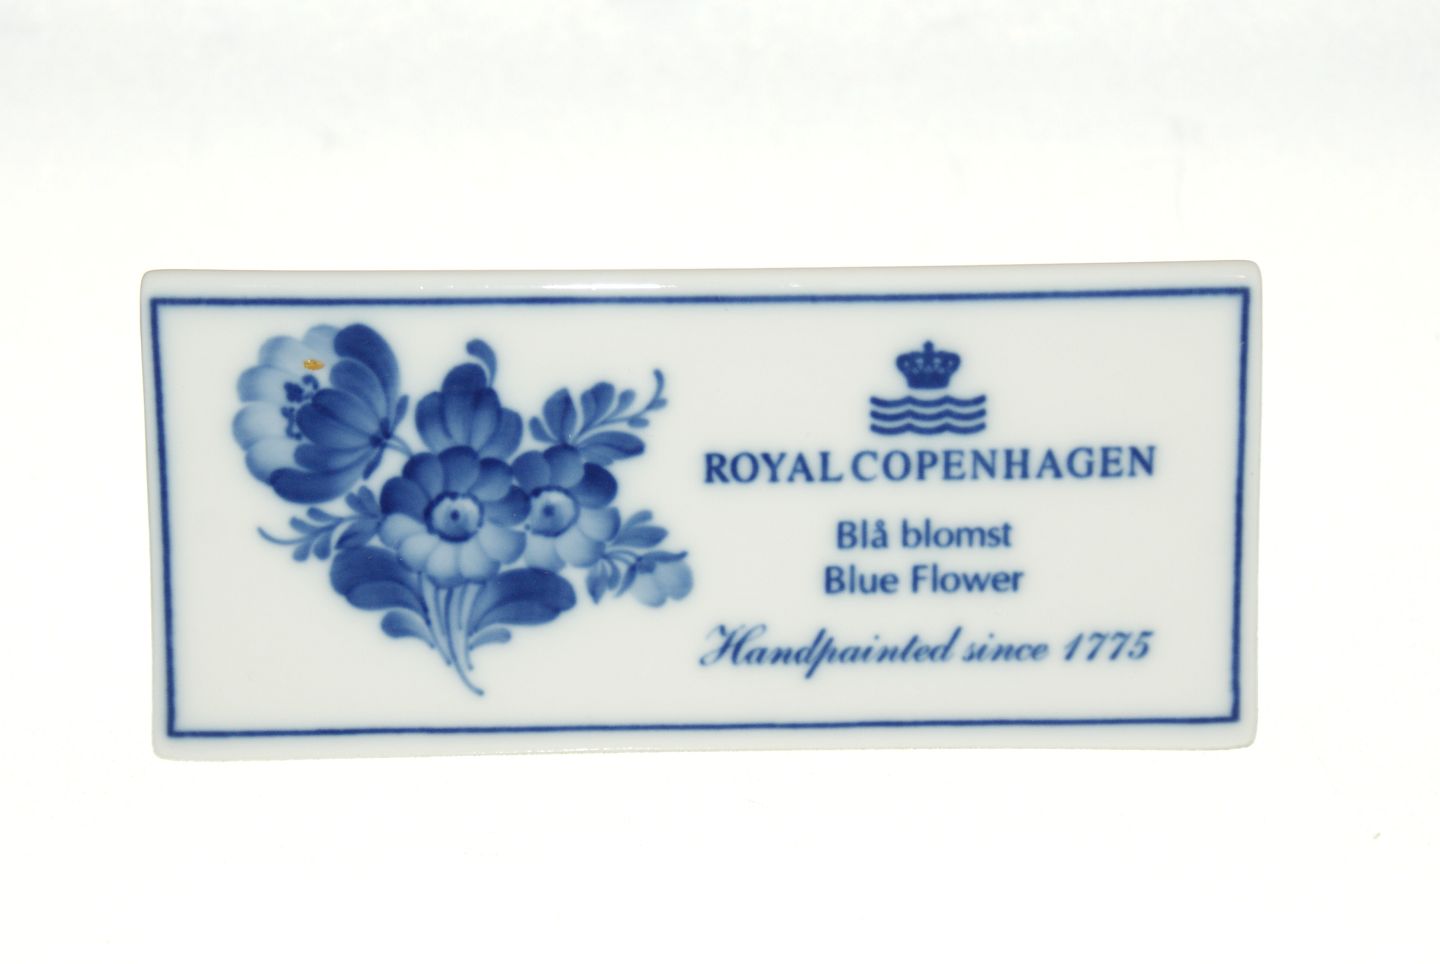 ROYAL COPENHAGEN
Blå blomst
Blue Flower
Handpainted since 1775